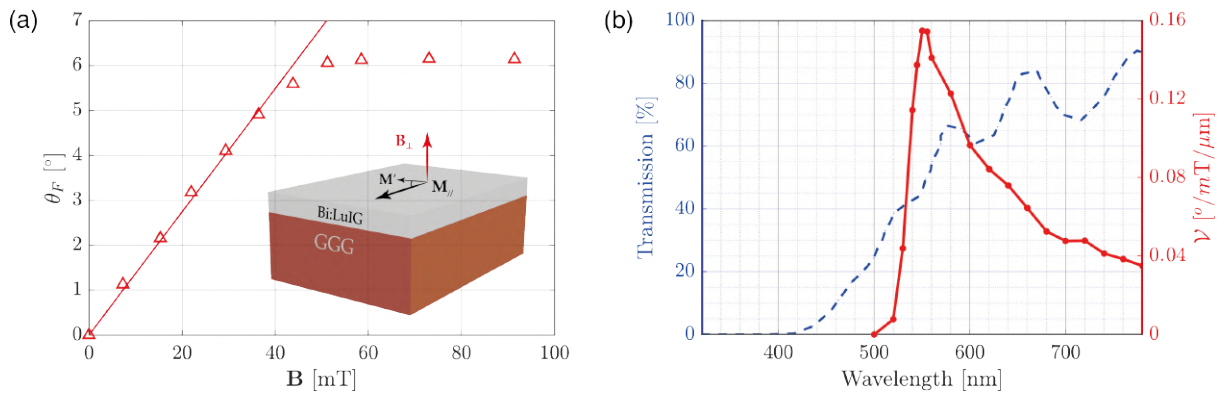 (a)
7
6
5
4
3
2
1
0
θ_F [°]
0 20 40 60 80 100
B [mT]
B⊥
M′
M//
Bi:LuIG
GGG
(b)
100
80
60
40
20
0
Transmission [%]
400 500 600 700
Wavelength [nm]
0.16
0.12
0.08
0.04
0
𝒱 [°/mT/μm]